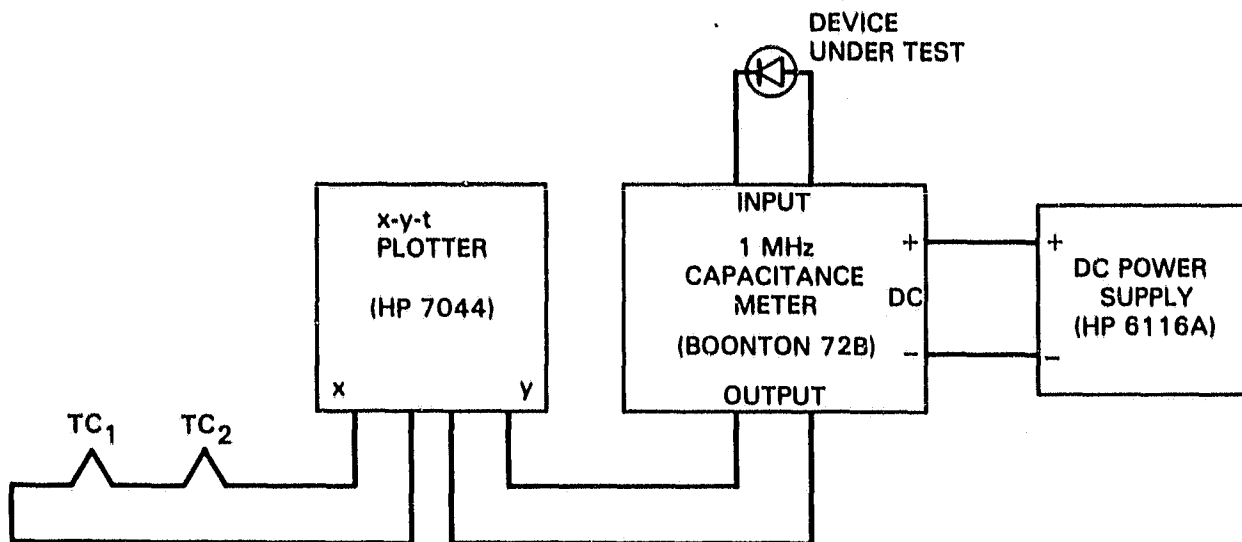 DEVICE
UNDER TEST
x-y-t
PLOTTER
(HP 7044)
x
y
INPUT
1 MHz
CAPACITANCE
METER
(BOONTON 72B)
OUTPUT
+
DC
−
+
DC POWER
SUPPLY
(HP 6116A)
−
TC₁
TC₂